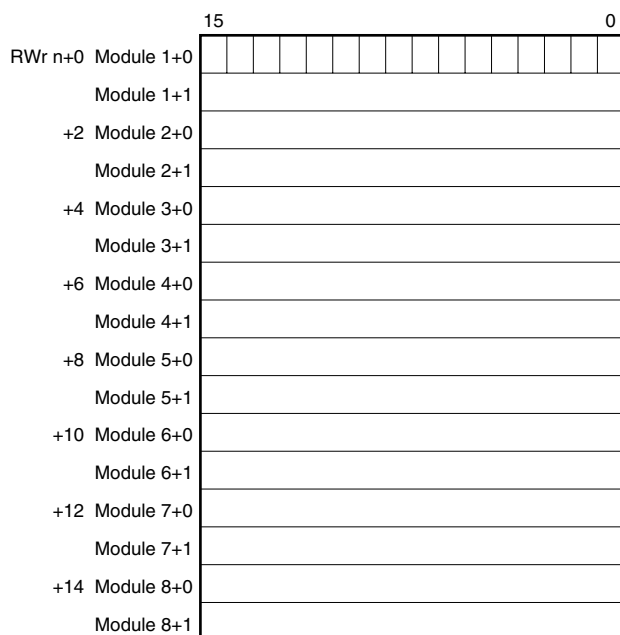 15 0
RWr n+0 Module 1+0
Module 1+1
+2 Module 2+0
Module 2+1
+4 Module 3+0
Module 3+1
+6 Module 4+0
Module 4+1
+8 Module 5+0
Module 5+1
+10 Module 6+0
Module 6+1
+12 Module 7+0
Module 7+1
+14 Module 8+0
Module 8+1